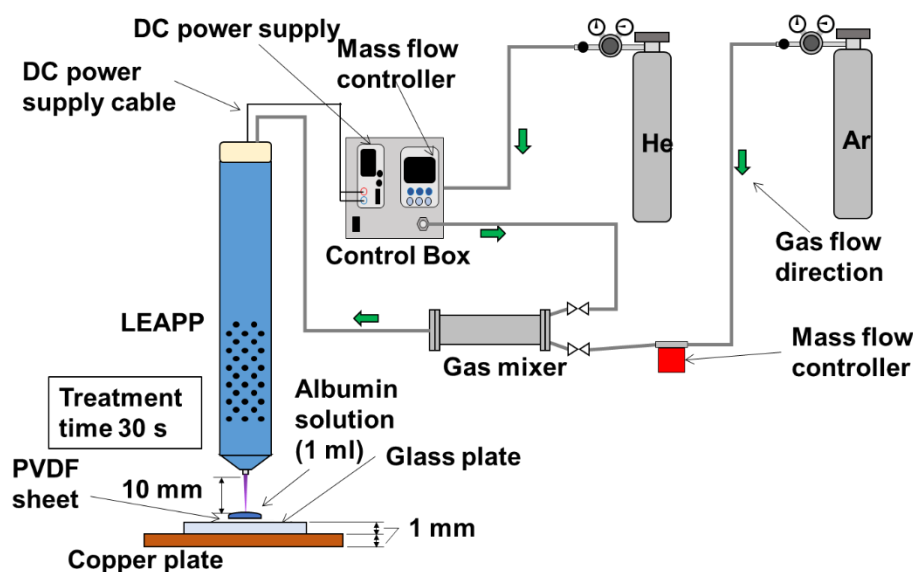 DC power supply
Mass flow
controller
DC power
supply cable
He
Ar
Control Box
Gas flow
direction
LEAPP
Gas mixer
Mass flow
controller
Treatment
time 30 s
Albumin
solution
(1 ml)
PVDF
sheet
10 mm
Glass plate
1 mm
Copper plate